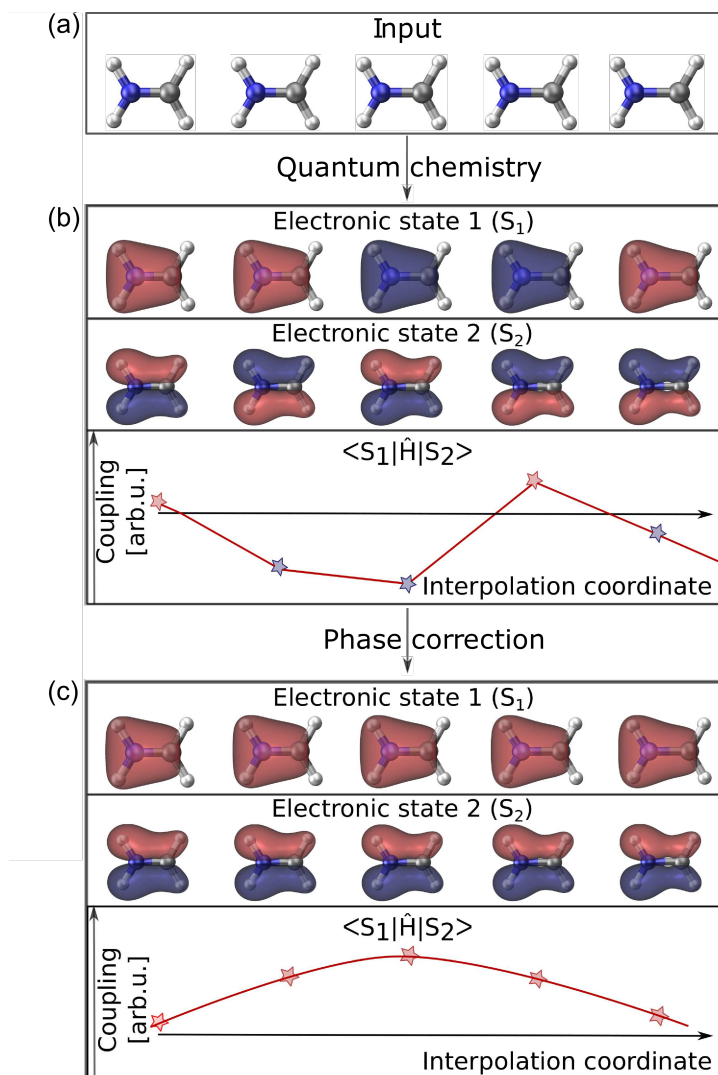 (a)
Input
Quantum chemistry
(b)
Electronic state 1 (S₁)
Electronic state 2 (S₂)
<S₁|Ĥ|S₂>
Coupling
[arb.u.]
Interpolation coordinate
Phase correction
(c)
Electronic state 1 (S₁)
Electronic state 2 (S₂)
<S₁|Ĥ|S₂>
Coupling
[arb.u.]
Interpolation coordinate